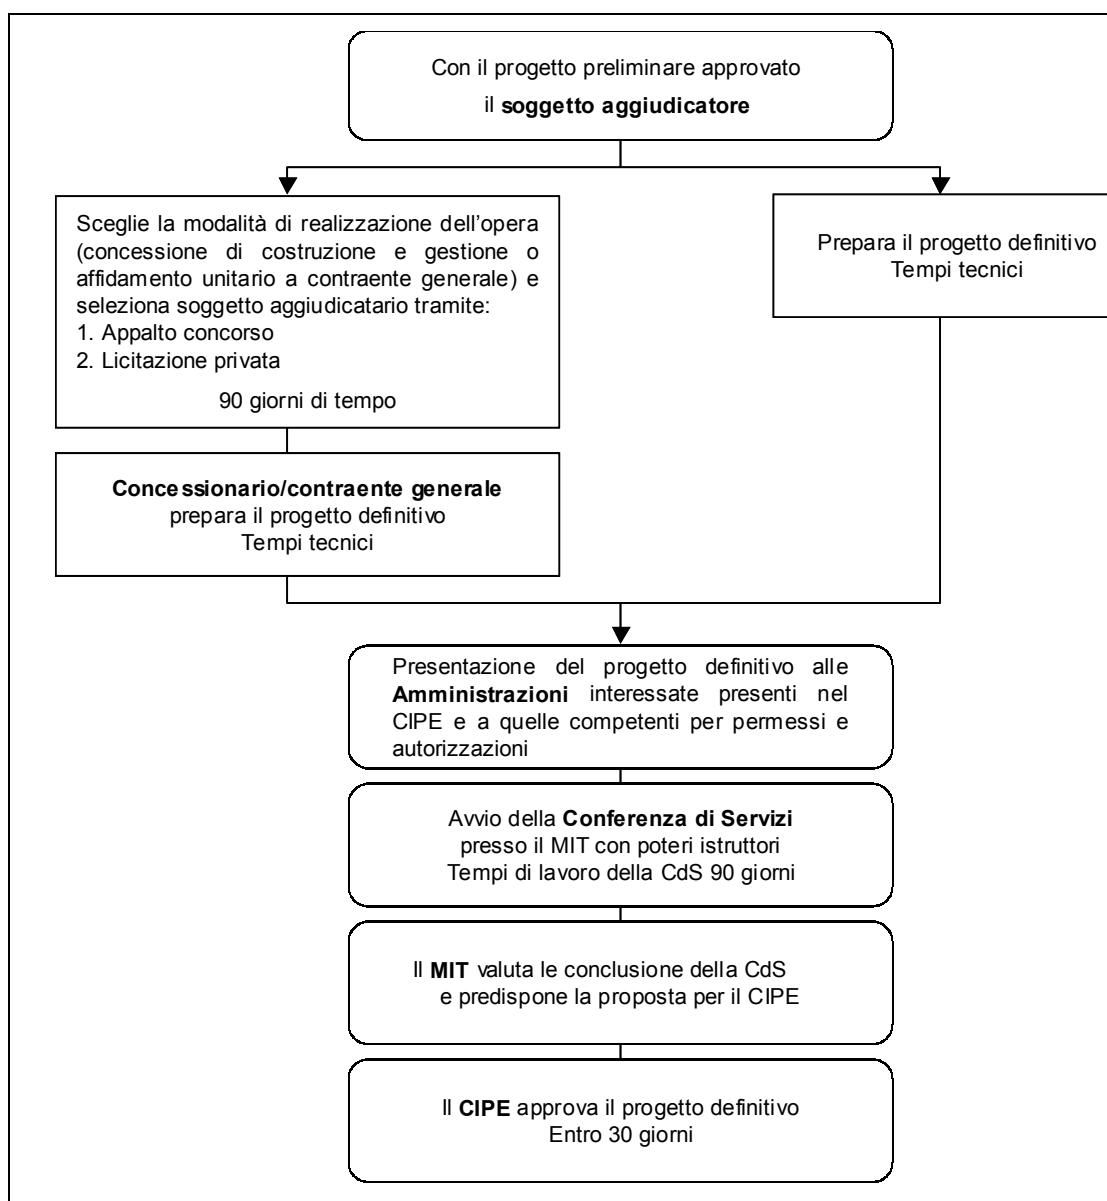 Con il progetto preliminare approvato
il soggetto aggiudicatore
Sceglie la modalità di realizzazione dell'opera
(concessione di costruzione e gestione o
affidamento unitario a contraente generale) e
seleziona soggetto aggiudicatario tramite:
1. Appalto concorso
2. Licitazione privata
90 giorni di tempo
Prepara il progetto definitivo
Tempi tecnici
Concessionario/contraente generale
prepara il progetto definitivo
Tempi tecnici
Presentazione del progetto definitivo alle
Amministrazioni interessate presenti nel
CIPE e a quelle competenti per permessi e
autorizzazioni
Avvio della Conferenza di Servizi
presso il MIT con poteri istruttori
Tempi di lavoro della CdS 90 giorni
Il MIT valuta le conclusione della CdS
e predispone la proposta per il CIPE
Il CIPE approva il progetto definitivo
Entro 30 giorni